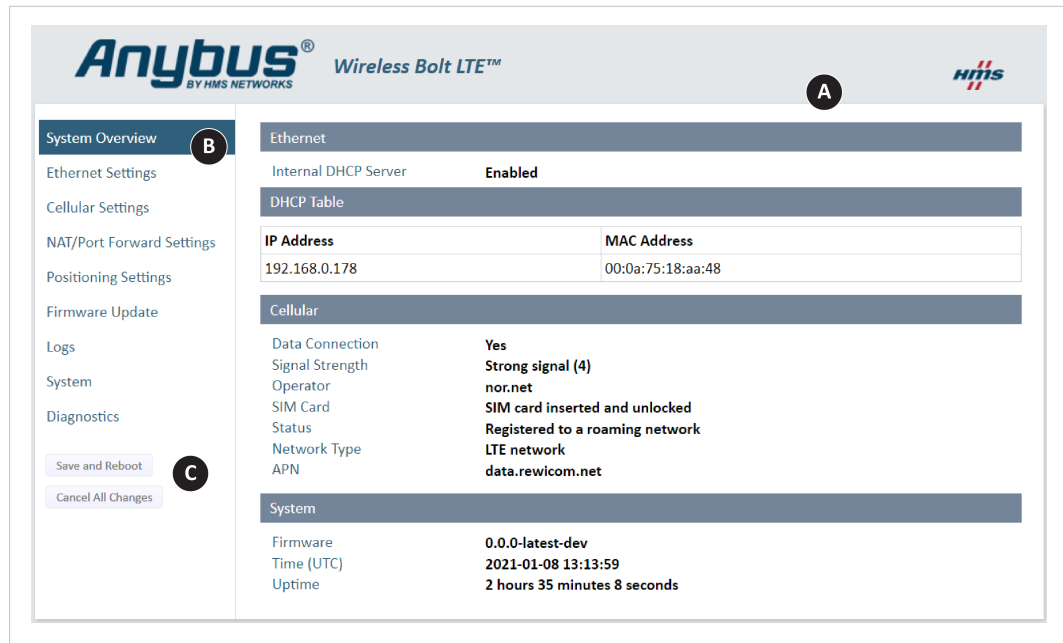 Anybus®
BY HMS NETWORKS
Wireless Bolt LTE™
HMS
A
System Overview
B
Ethernet Settings
Cellular Settings
NAT/Port Forward Settings
Positioning Settings
Firmware Update
Logs
System
Diagnostics
Save and Reboot
Cancel All Changes
C
Ethernet
Internal DHCP Server Enabled
DHCP Table
IP Address MAC Address
192.168.0.178 00:0a:75:18:aa:48
Cellular
Data Connection Yes
Signal Strength Strong signal (4)
Operator nor.net
SIM Card SIM card inserted and unlocked
Status Registered to a roaming network
Network Type LTE network
APN data.rewicom.net
System
Firmware 0.0.0-latest-dev
Time (UTC) 2021-01-08 13:13:59
Uptime 2 hours 35 minutes 8 seconds